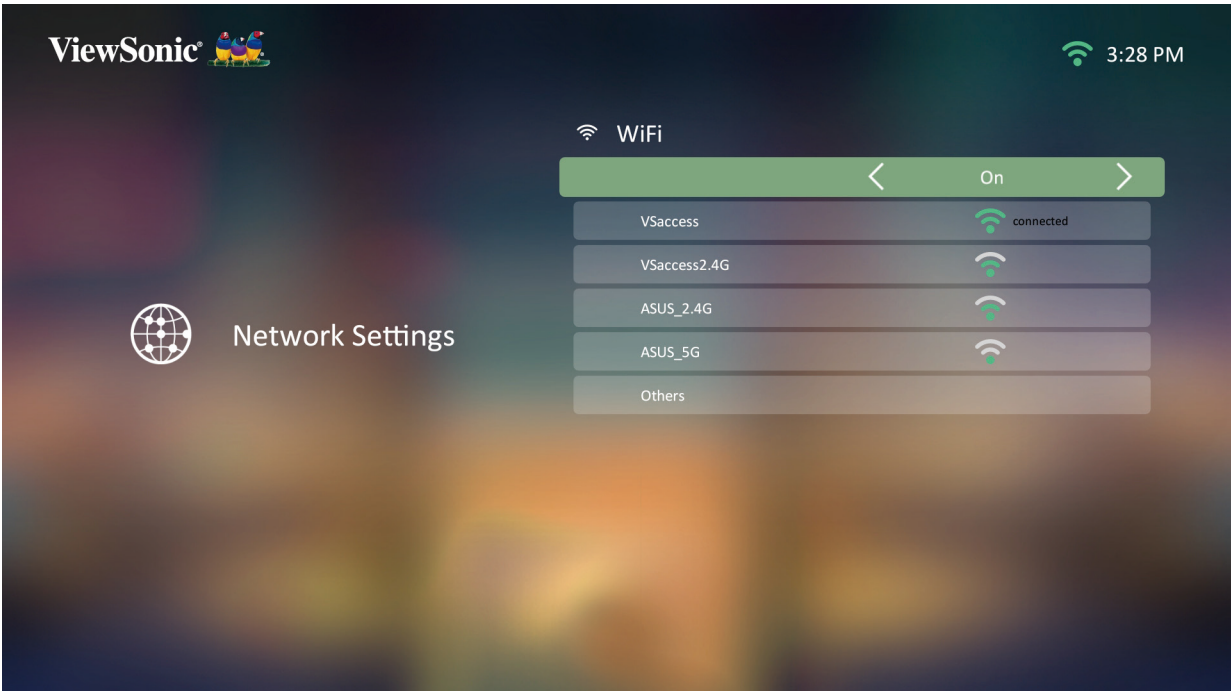 ViewSonic®
3:28 PM
WiFi
On
VSaccess connected
VSaccess2.4G
ASUS_2.4G
ASUS_5G
Others
Network Settings